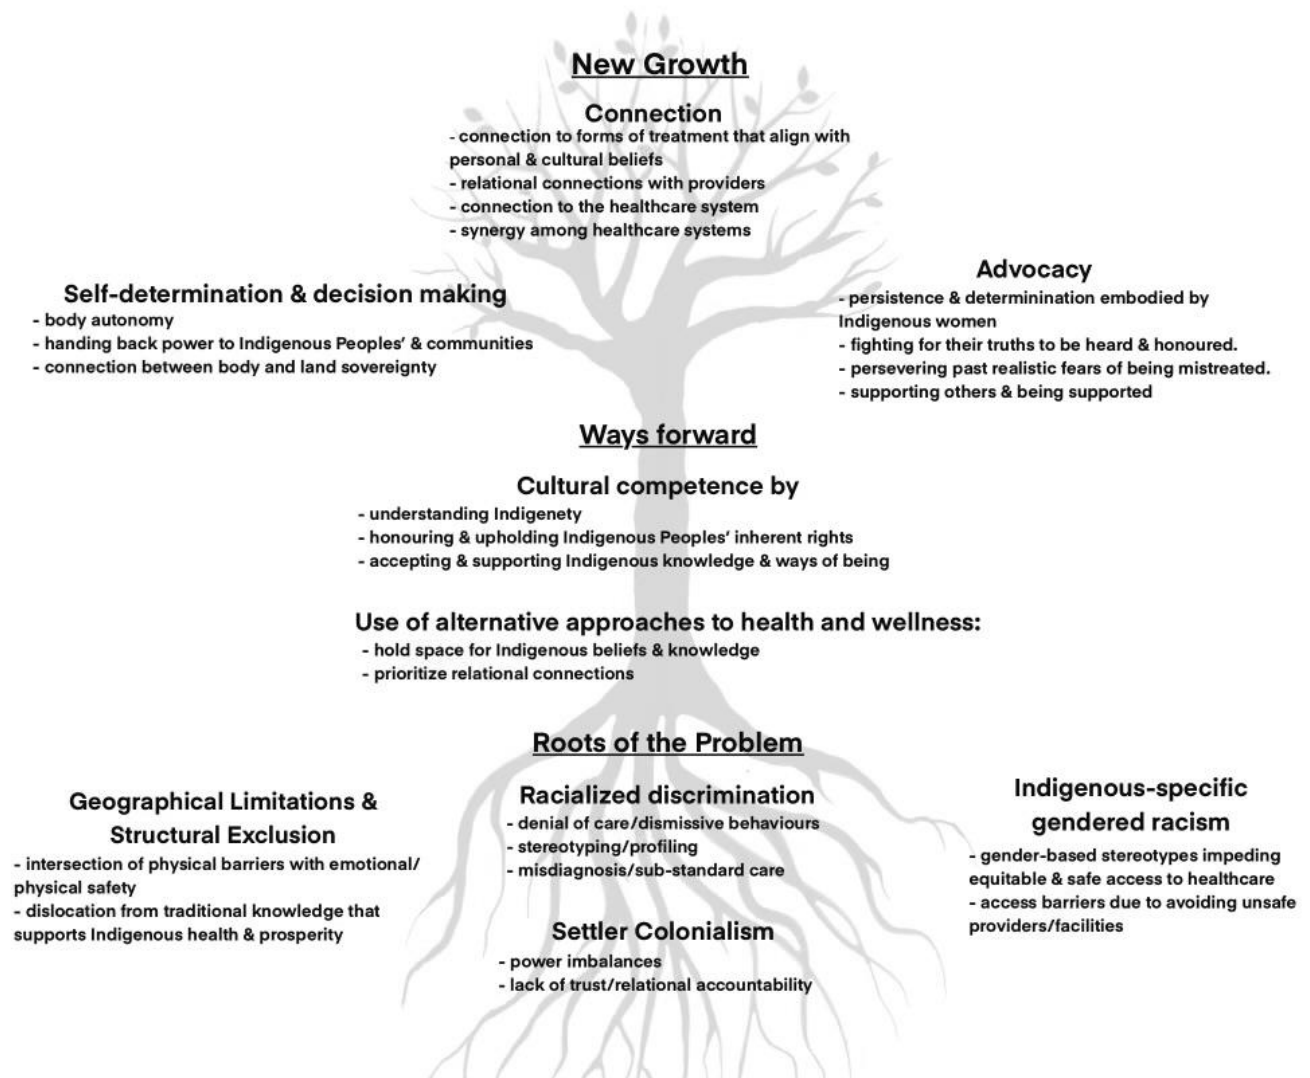 New Growth
Connection
- connection to forms of treatment that align with
personal & cultural beliefs
- relational connections with providers
- connection to the healthcare system
- synergy among healthcare systems
Self-determination & decision making
- body autonomy
- handing back power to Indigenous Peoples' & communities
- connection between body and land sovereignty
Advocacy
- persistence & determinination embodied by
Indigenous women
- fighting for their truths to be heard & honoured.
- persevering past realistic fears of being mistreated.
- supporting others & being supported
Ways forward
Cultural competence by
- understanding Indigenety
- honouring & upholding Indigenous Peoples' inherent rights
- accepting & supporting Indigenous knowledge & ways of being
Use of alternative approaches to health and wellness:
- hold space for Indigenous beliefs & knowledge
- prioritize relational connections
Roots of the Problem
Geographical Limitations &
Structural Exclusion
- intersection of physical barriers with emotional/
physical safety
- dislocation from traditional knowledge that
supports Indigenous health & prosperity
Racialized discrimination
- denial of care/dismissive behaviours
- stereotyping/profiling
- misdiagnosis/sub-standard care
Settler Colonialism
- power imbalances
- lack of trust/relational accountability
Indigenous-specific
gendered racism
- gender-based stereotypes impeding
equitable & safe access to healthcare
- access barriers due to avoiding unsafe
providers/facilities